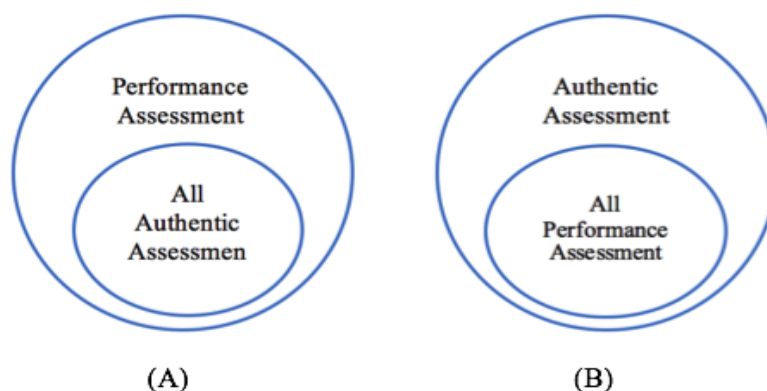 Performance
Assessment
All
Authentic
Assessmen
(A)
Authentic
Assessment
All
Performance
Assessment
(B)